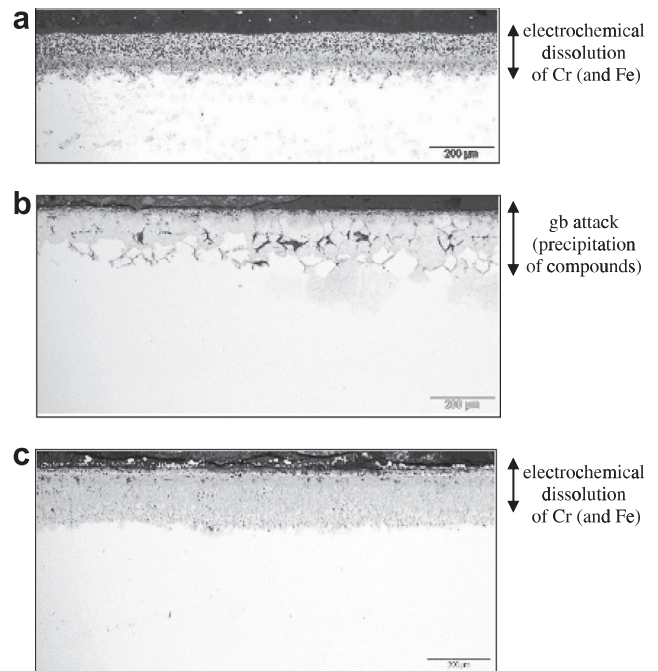 a
electrochemical
dissolution
of Cr (and Fe)
200 µm
b
gb attack
(precipitation
of compounds)
200 µm
c
electrochemical
dissolution
of Cr (and Fe)